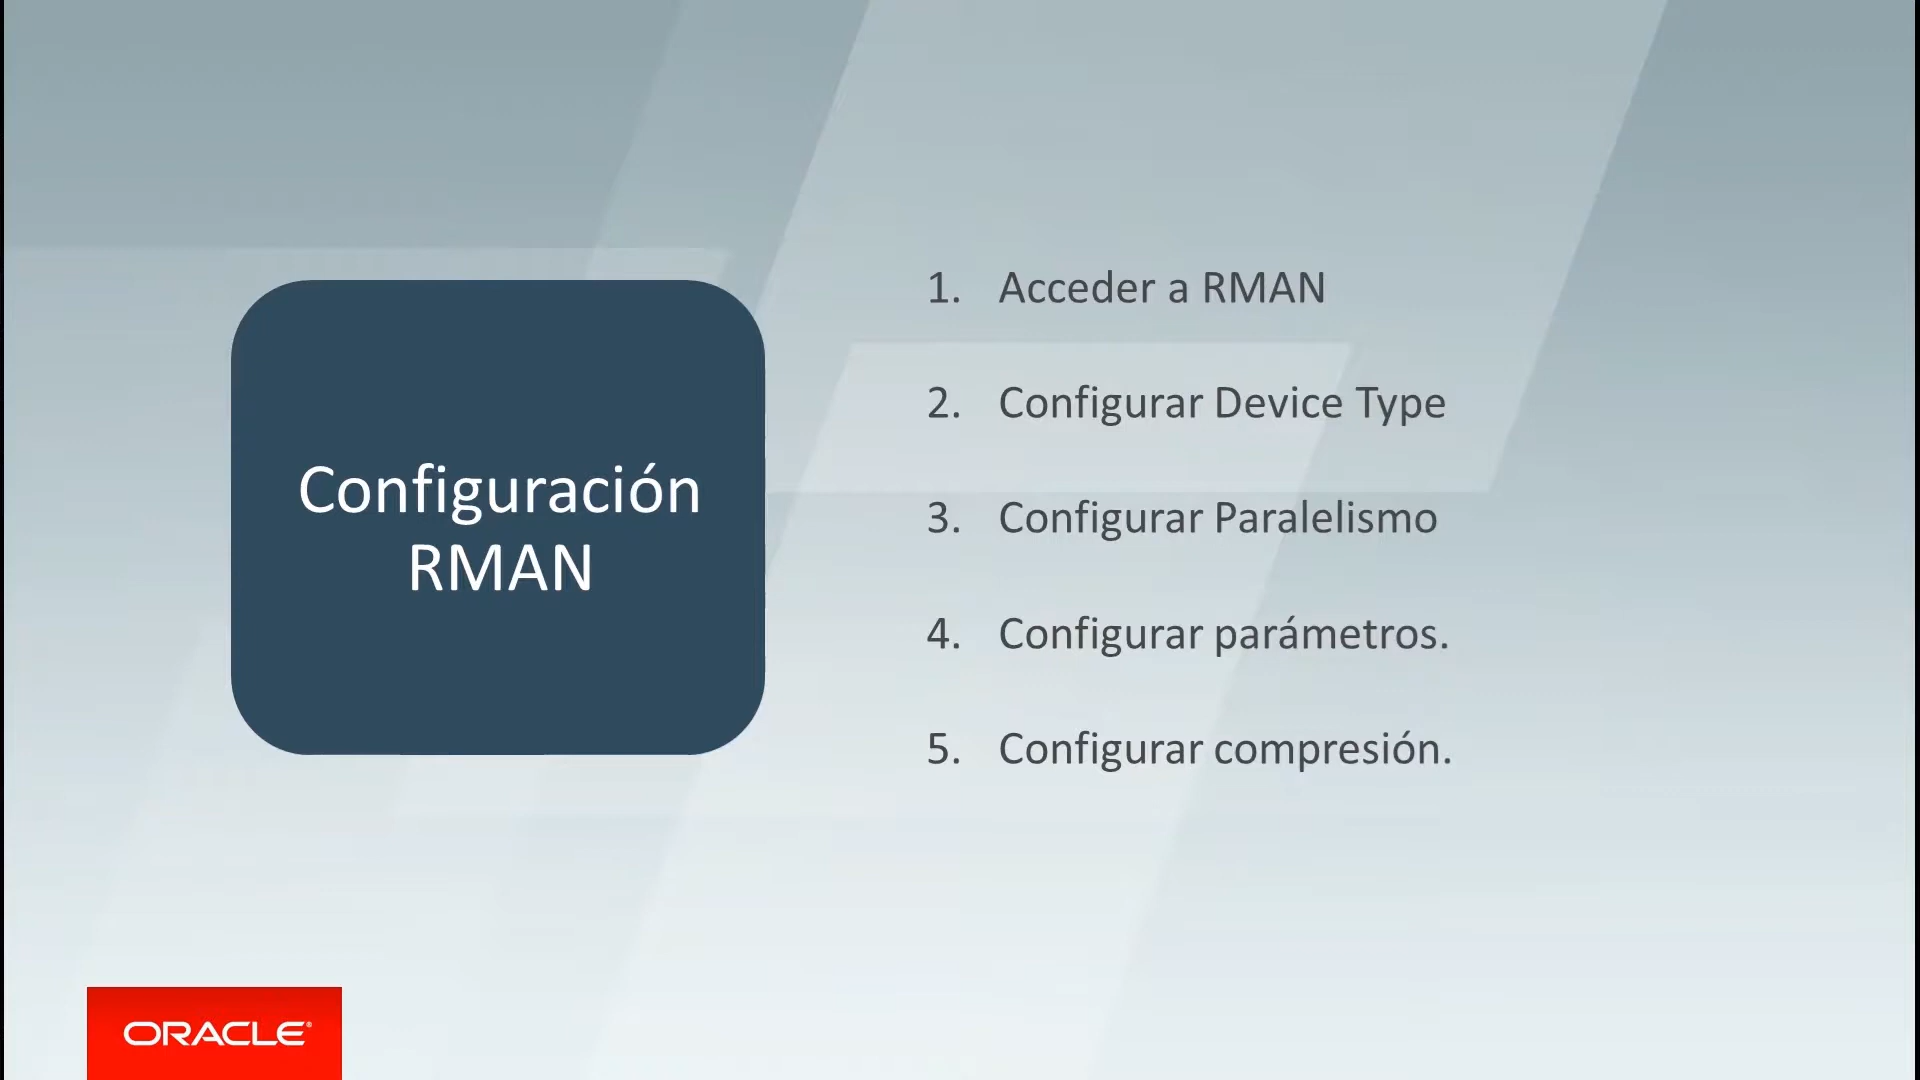 Configuración
RMAN
1. Acceder a RMAN
2. Configurar Device Type
3. Configurar Paralelismo
4. Configurar parámetros.
5. Configurar compresión.
ORACLE®